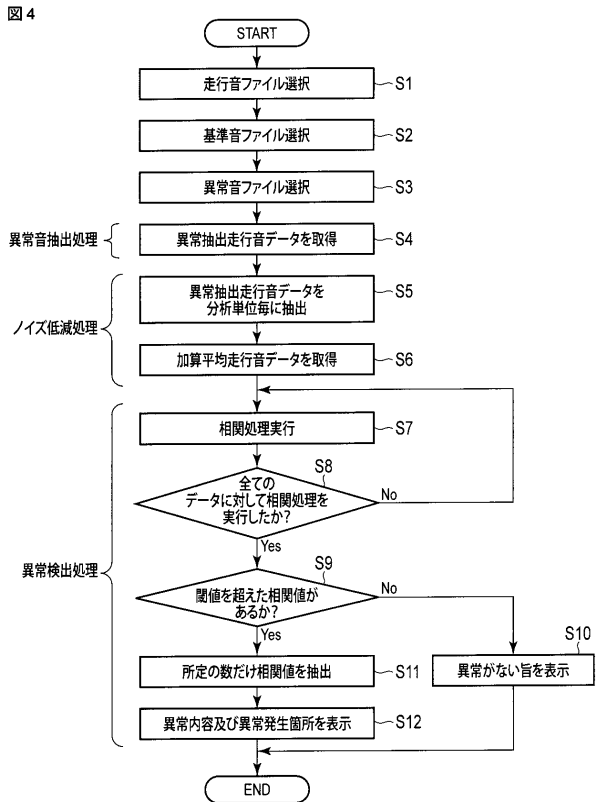 図4
START
走行音ファイル選択
S1
基準音ファイル選択
S2
異常音ファイル選択
S3
異常音抽出処理
異常抽出走行音データを取得
S4
ノイズ低減処理
異常抽出走行音データを
分析単位毎に抽出
S5
加算平均走行音データを取得
S6
異常検出処理
相関処理実行
S7
S8
全ての
データに対して相関処理を
実行したか？
No
Yes
S9
閾値を超えた相関値が
あるか？
No
Yes
S10
異常がない旨を表示
所定の数だけ相関値を抽出
S11
異常内容及び異常発生箇所を表示
S12
END